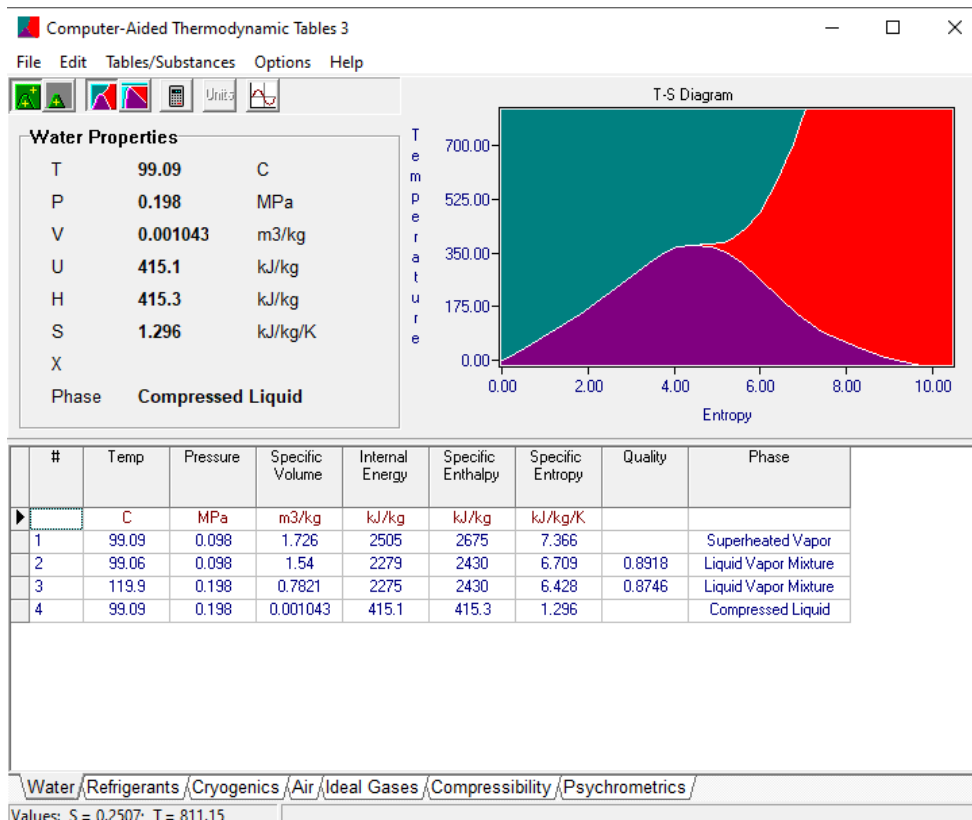 Computer-Aided Thermodynamic Tables 3
File Edit Tables/Substances Options Help
Units
Water Properties
T 99.09 C
P 0.198 MPa
V 0.001043 m3/kg
U 415.1 kJ/kg
H 415.3 kJ/kg
S 1.296 kJ/kg/K
X
Phase Compressed Liquid
T-S Diagram
Temperature
700.00
525.00
350.00
175.00
0.00
0.00 2.00 4.00 6.00 8.00 10.00
Entropy
# Temp Pressure Specific Volume Internal Energy Specific Enthalpy Specific Entropy Quality Phase
C MPa m3/kg kJ/kg kJ/kg kJ/kg/K
1 99.09 0.098 1.726 2505 2675 7.366 Superheated Vapor
2 99.06 0.098 1.54 2279 2430 6.709 0.8918 Liquid Vapor Mixture
3 119.9 0.198 0.7821 2275 2430 6.428 0.8746 Liquid Vapor Mixture
4 99.09 0.198 0.001043 415.1 415.3 1.296 Compressed Liquid
Water Refrigerants Cryogenics Air Ideal Gases Compressibility Psychrometrics
Values: S = 0.2507; T = 811.15